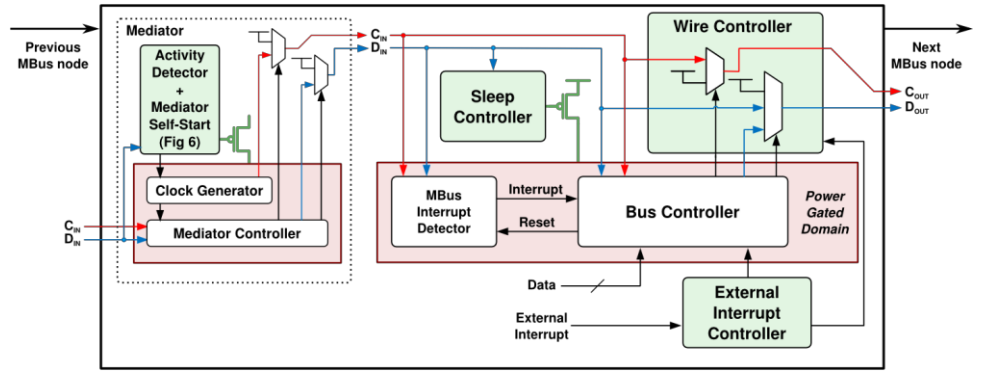 Previous
MBus node
Mediator
Activity
Detector
+
Mediator
Self-Start
(Fig 6)
Clock Generator
Mediator Controller
CIN
DIN
CIN
DIN
Sleep
Controller
Wire Controller
Next
MBus node
COUT
DOUT
MBus
Interrupt
Detector
Interrupt
Reset
Bus Controller
Power
Gated
Domain
Data
External
Interrupt
External
Interrupt
Controller